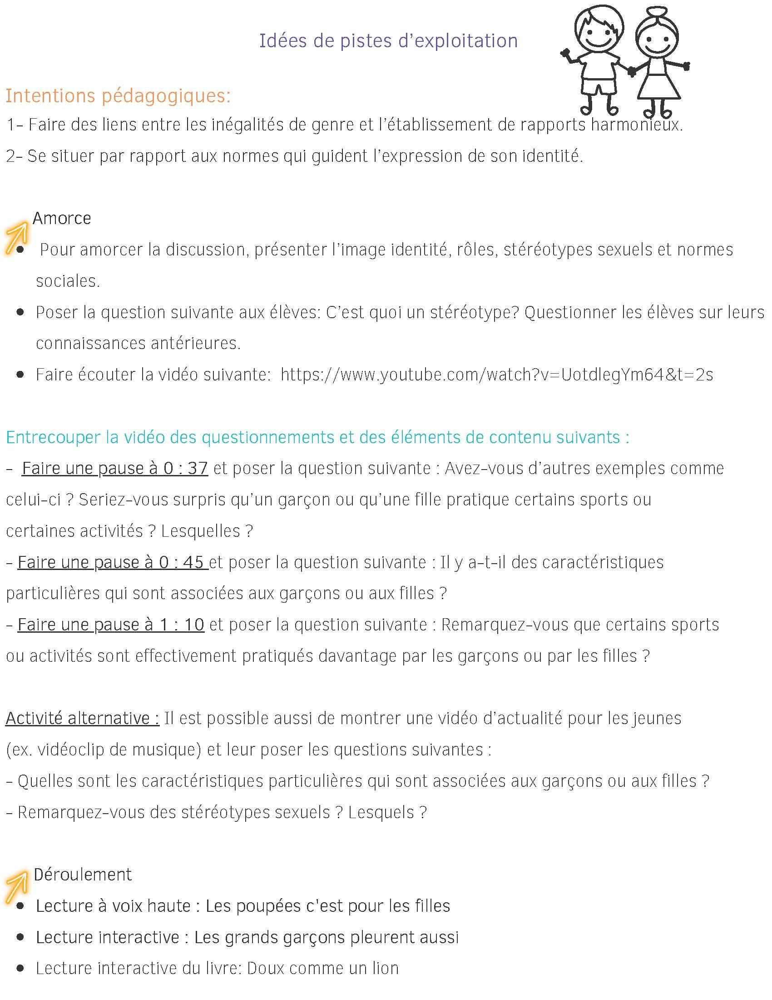 Idées de pistes d’exploitation
Intentions pédagogiques:
1- Faire des liens entre les inégalités de genre et l’établissement de rapports harmonieux.
2- Se situer par rapport aux normes qui guident l’expression de son identité.
Amorce
• Pour amorcer la discussion, présenter l’image identité, rôles, stéréotypes sexuels et normes
sociales.
• Poser la question suivante aux élèves: C’est quoi un stéréotype? Questionner les élèves sur leurs
connaissances antérieures.
• Faire écouter la vidéo suivante: https://www.youtube.com/watch?v=UotdlegYm64&t=2s
Entrecouper la vidéo des questionnements et des éléments de contenu suivants :
- Faire une pause à 0 : 37 et poser la question suivante : Avez-vous d’autres exemples comme
celui-ci ? Seriez-vous surpris qu’un garçon ou qu’une fille pratique certains sports ou
certaines activités ? Lesquelles ?
- Faire une pause à 0 : 45 et poser la question suivante : Il y a-t-il des caractéristiques
particulières qui sont associées aux garçons ou aux filles ?
- Faire une pause à 1 : 10 et poser la question suivante : Remarquez-vous que certains sports
ou activités sont effectivement pratiqués davantage par les garçons ou par les filles ?
Activité alternative : Il est possible aussi de montrer une vidéo d’actualité pour les jeunes
(ex. vidéoclip de musique) et leur poser les questions suivantes :
- Quelles sont les caractéristiques particulières qui sont associées aux garçons ou aux filles ?
- Remarquez-vous des stéréotypes sexuels ? Lesquels ?
Déroulement
• Lecture à voix haute : Les poupées c'est pour les filles
• Lecture interactive : Les grands garçons pleurent aussi
• Lecture interactive du livre: Doux comme un lion